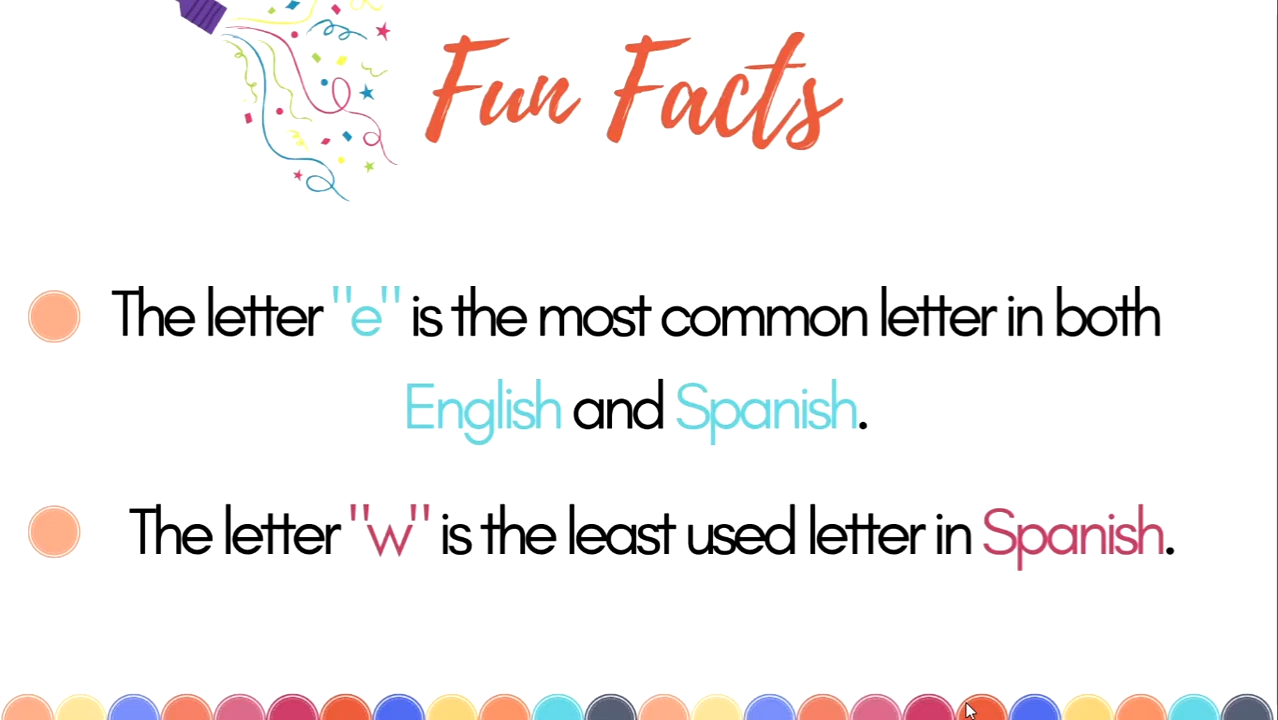 Fun Facts
The letter "e" is the most common letter in both
English and Spanish.
The letter "w" is the least used letter in Spanish.